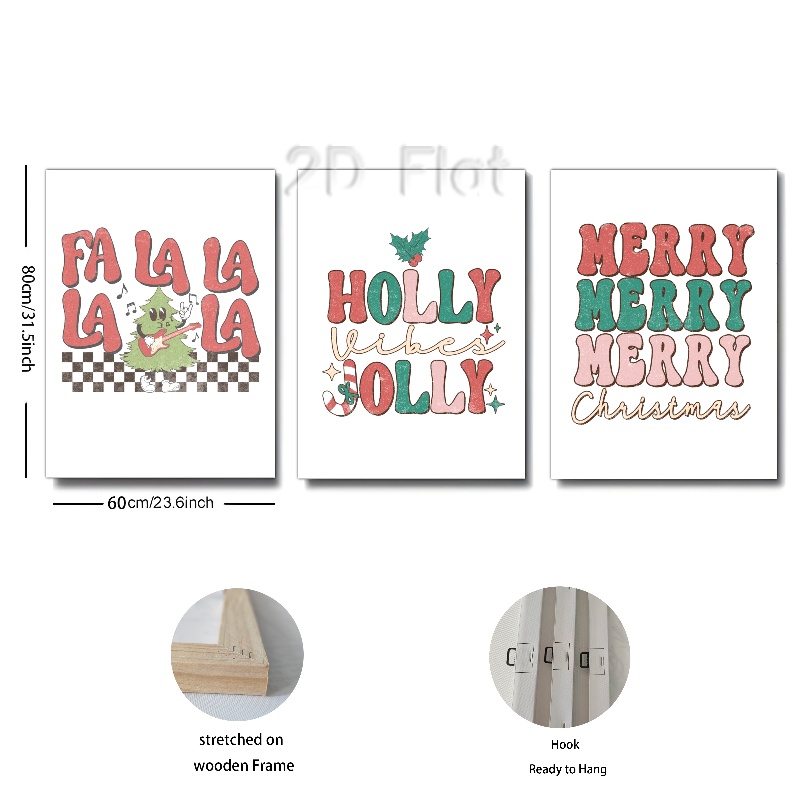 2D Flat
80cm/31.5inch
FA LA LA
LA LA
HOLLY
Vibes
JOLLY
MERRY
MERRY
MERRY
Christmas
60cm/23.6inch
stretched on
wooden Frame
Hook
Ready to Hang